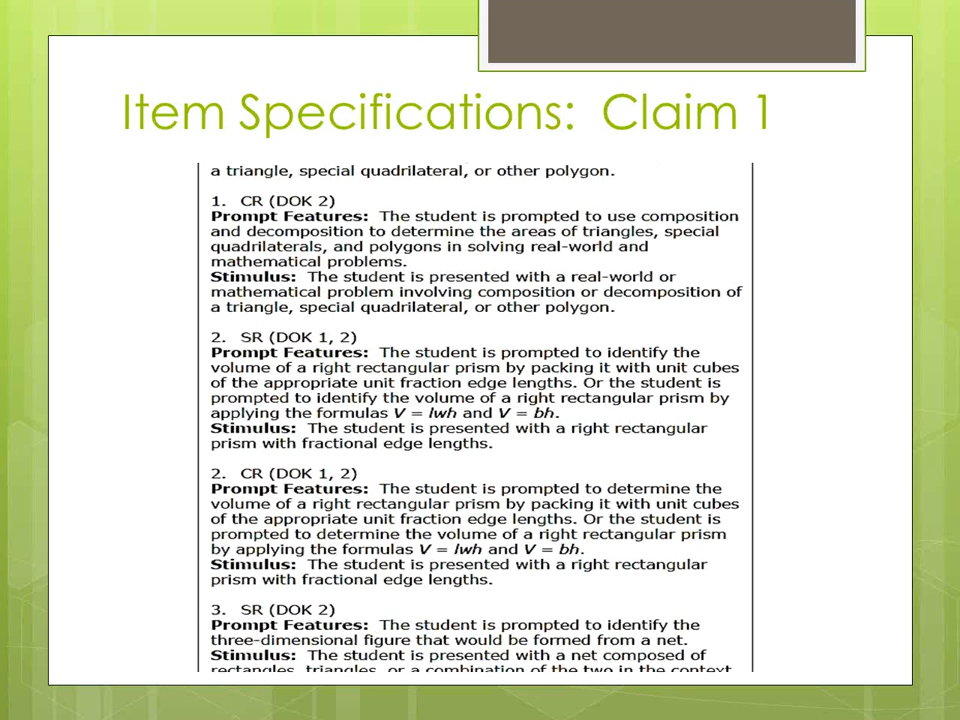 Item Specifications: Claim 1
a triangle, special quadrilateral, or other polygon.
1. CR (DOK 2)
Prompt Features: The student is prompted to use composition
and decomposition to determine the areas of triangles, special
quadrilaterals, and polygons in solving real-world and
mathematical problems.
Stimulus: The student is presented with a real-world or
mathematical problem involving composition or decomposition of
a triangle, special quadrilateral, or other polygon.
2. SR (DOK 1, 2)
Prompt Features: The student is prompted to identify the
volume of a right rectangular prism by packing it with unit cubes
of the appropriate unit fraction edge lengths. Or the student is
prompted to identify the volume of a right rectangular prism by
applying the formulas V = lwh and V = bh.
Stimulus: The student is presented with a right rectangular
prism with fractional edge lengths.
2. CR (DOK 1, 2)
Prompt Features: The student is prompted to determine the
volume of a right rectangular prism by packing it with unit cubes
of the appropriate unit fraction edge lengths. Or the student is
prompted to determine the volume of a right rectangular prism
by applying the formulas V = lwh and V = bh.
Stimulus: The student is presented with a right rectangular
prism with fractional edge lengths.
3. SR (DOK 2)
Prompt Features: The student is prompted to identify the
three-dimensional figure that would be formed from a net.
Stimulus: The student is presented with a net composed of
rectangles, triangles, or a combination of the two in the context